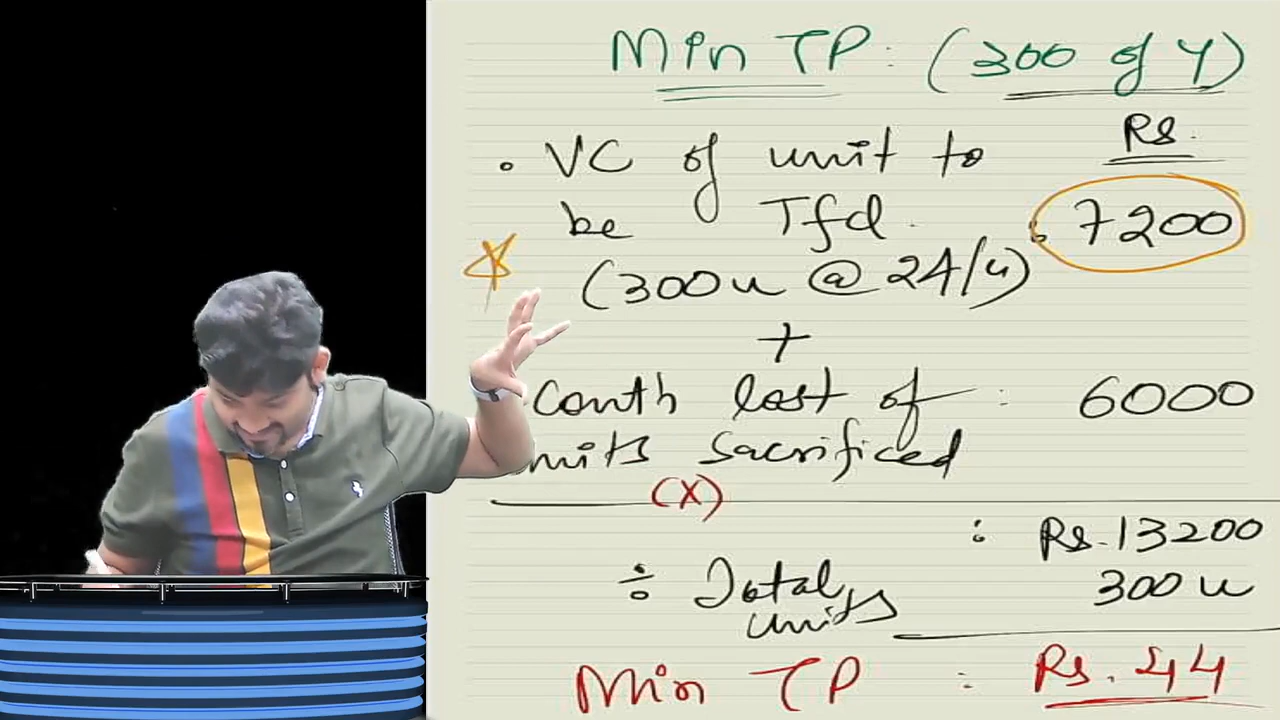 Min TP: (300 of Y)
Rs.
• VC of unit to
be Tfd. : 7200
(300u @ 24/u)
+
Contn lost of : 6000
units sacrificed
(X)
: Rs. 13200
÷ Total units 300 u
Min TP : Rs. 44